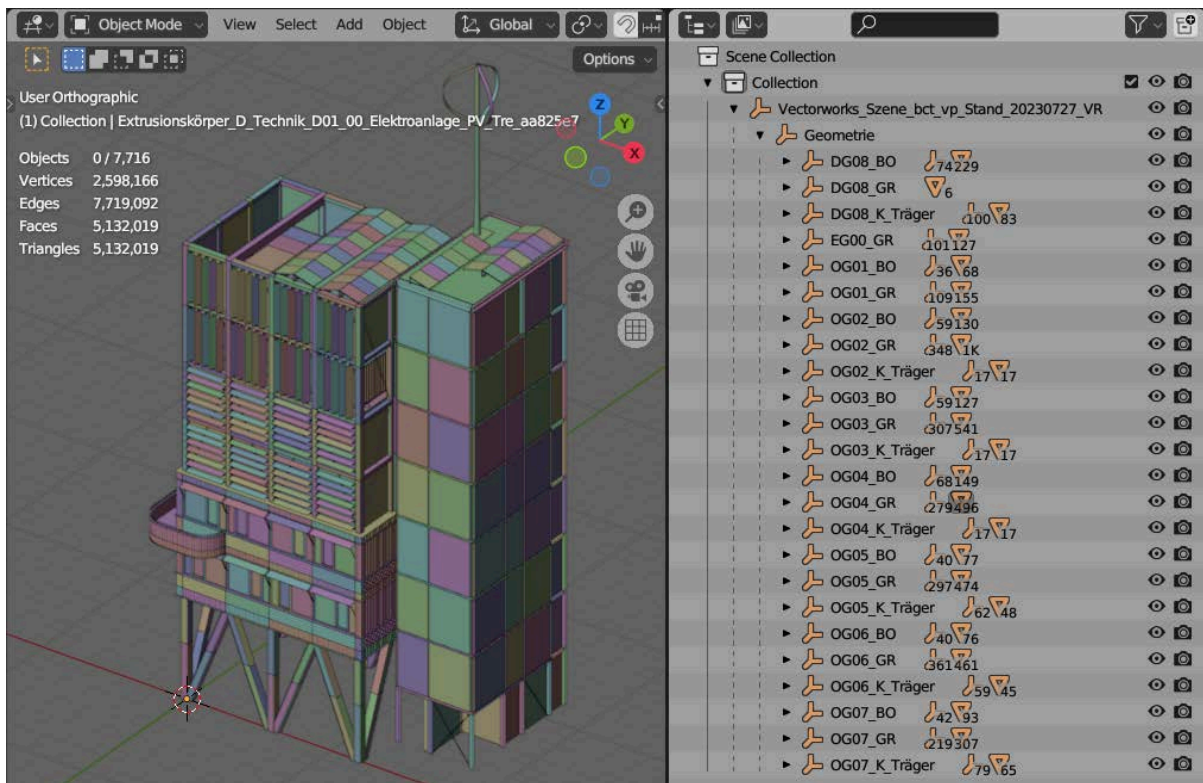 Object Mode View Select Add Object Global
Options
User Orthographic
(1) Collection | Extrusionskörper_D_Technik_D01_00_Elektroanlage_PV_Tre_aa825e7
Objects 0 / 7,716
Vertices 2,598,166
Edges 7,719,092
Faces 5,132,019
Triangles 5,132,019
Z
Y
X
Scene Collection
Collection
Vectorworks_Szene_bct_vp_Stand_20230727_VR
Geometrie
DG08_BO 74 229
DG08_GR 6
DG08_K_Träger 100 83
EG00_GR 101 127
OG01_BO 36 68
OG01_GR 109 155
OG02_BO 59 130
OG02_GR 348 1K
OG02_K_Träger 17 17
OG03_BO 59 127
OG03_GR 307 541
OG03_K_Träger 17 17
OG04_BO 68 149
OG04_GR 279 496
OG04_K_Träger 17 17
OG05_BO 40 77
OG05_GR 297 474
OG05_K_Träger 62 48
OG06_BO 40 76
OG06_GR 361 461
OG06_K_Träger 59 45
OG07_BO 42 93
OG07_GR 219 307
OG07_K_Träger 79 65